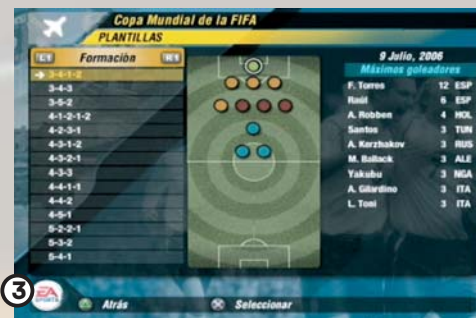 Copa Mundial de la FIFA
PLANTILLAS
L1 Formación R1
3-4-1-2
3-4-3
3-5-2
4-1-2-1-2
4-2-3-1
4-3-1-2
4-3-2-1
4-3-3
4-4-1-1
4-4-2
4-5-1
5-2-2-1
5-3-2
5-4-1
9 Julio, 2006
Máximos goleadores
F. Torres 12 ESP
Raúl 6 ESP
A. Robben 4 HOL
Santos 3 TUN
A. Kerzhakov 3 RUS
M. Ballack 3 ALE
Yakubu 3 NGA
A. Gilardino 3 ITA
L. Toni 3 ITA
3
EA
SPORTS
Atrás
Seleccionar